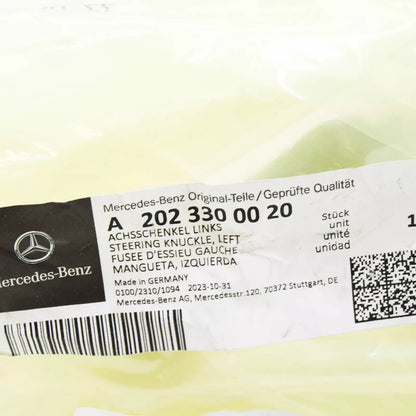 Mercedes-Benz Original-Teile/Geprüfte Qualität
A 202 330 00 20
ACHSSCHENKEL LINKS
STEERING KNUCKLE, LEFT
FUSEE D'ESSIEU GAUCHE
MANGUETA, IZQUIERDA
Stück
unit
unité
unidad
1
Mercedes-Benz
Made in GERMANY
0100/2310/1094 2023-10-31
Mercedes-Benz AG, Mercedesstr.120, 70372 Stuttgart, DE